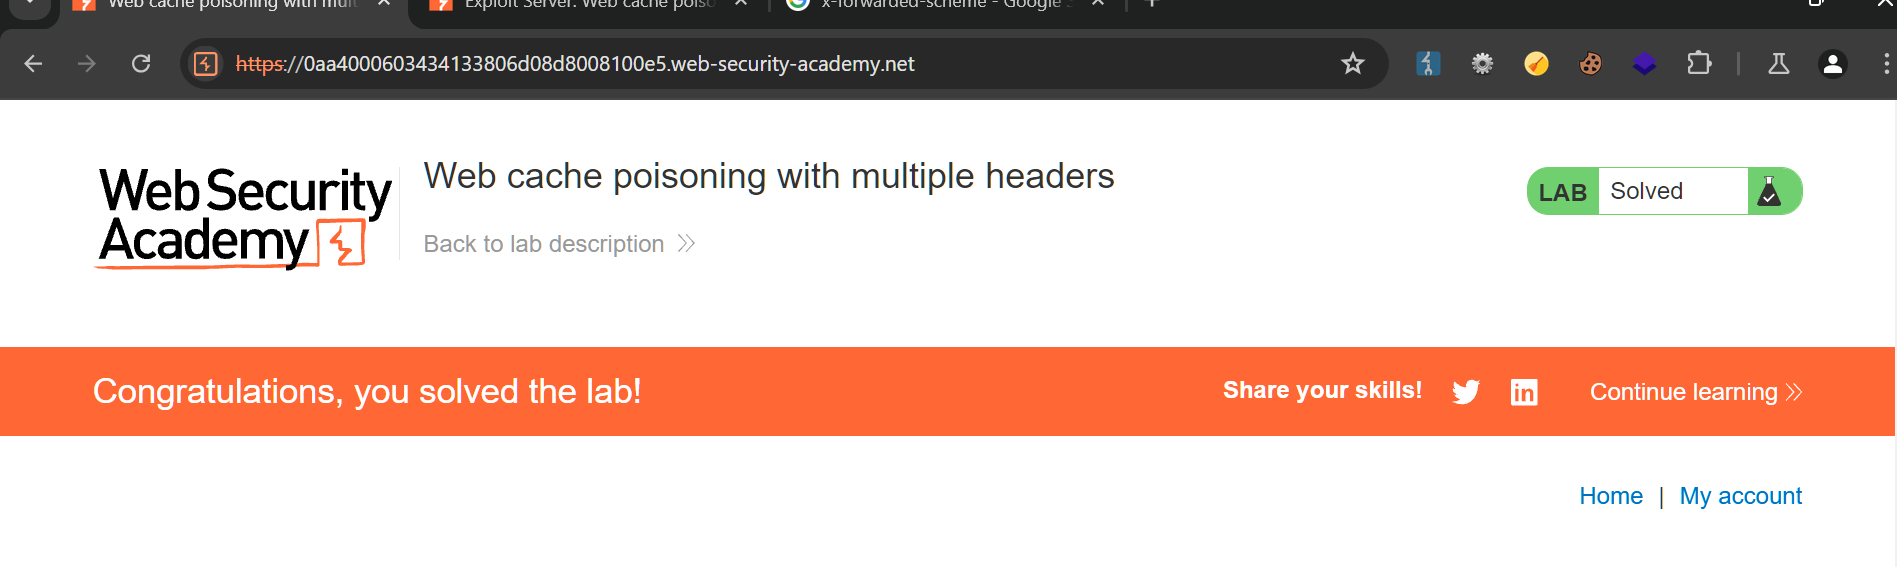 Web cache poisoning with mult
Exploit Server: Web cache poiso
x-forwarded-scheme - Google S
https://0aa4000603434133806d08d8008100e5.web-security-academy.net
WebSecurity
Academy
Web cache poisoning with multiple headers
Back to lab description
LAB Solved
Congratulations, you solved the lab!
Share your skills!
in
Continue learning
Home | My account